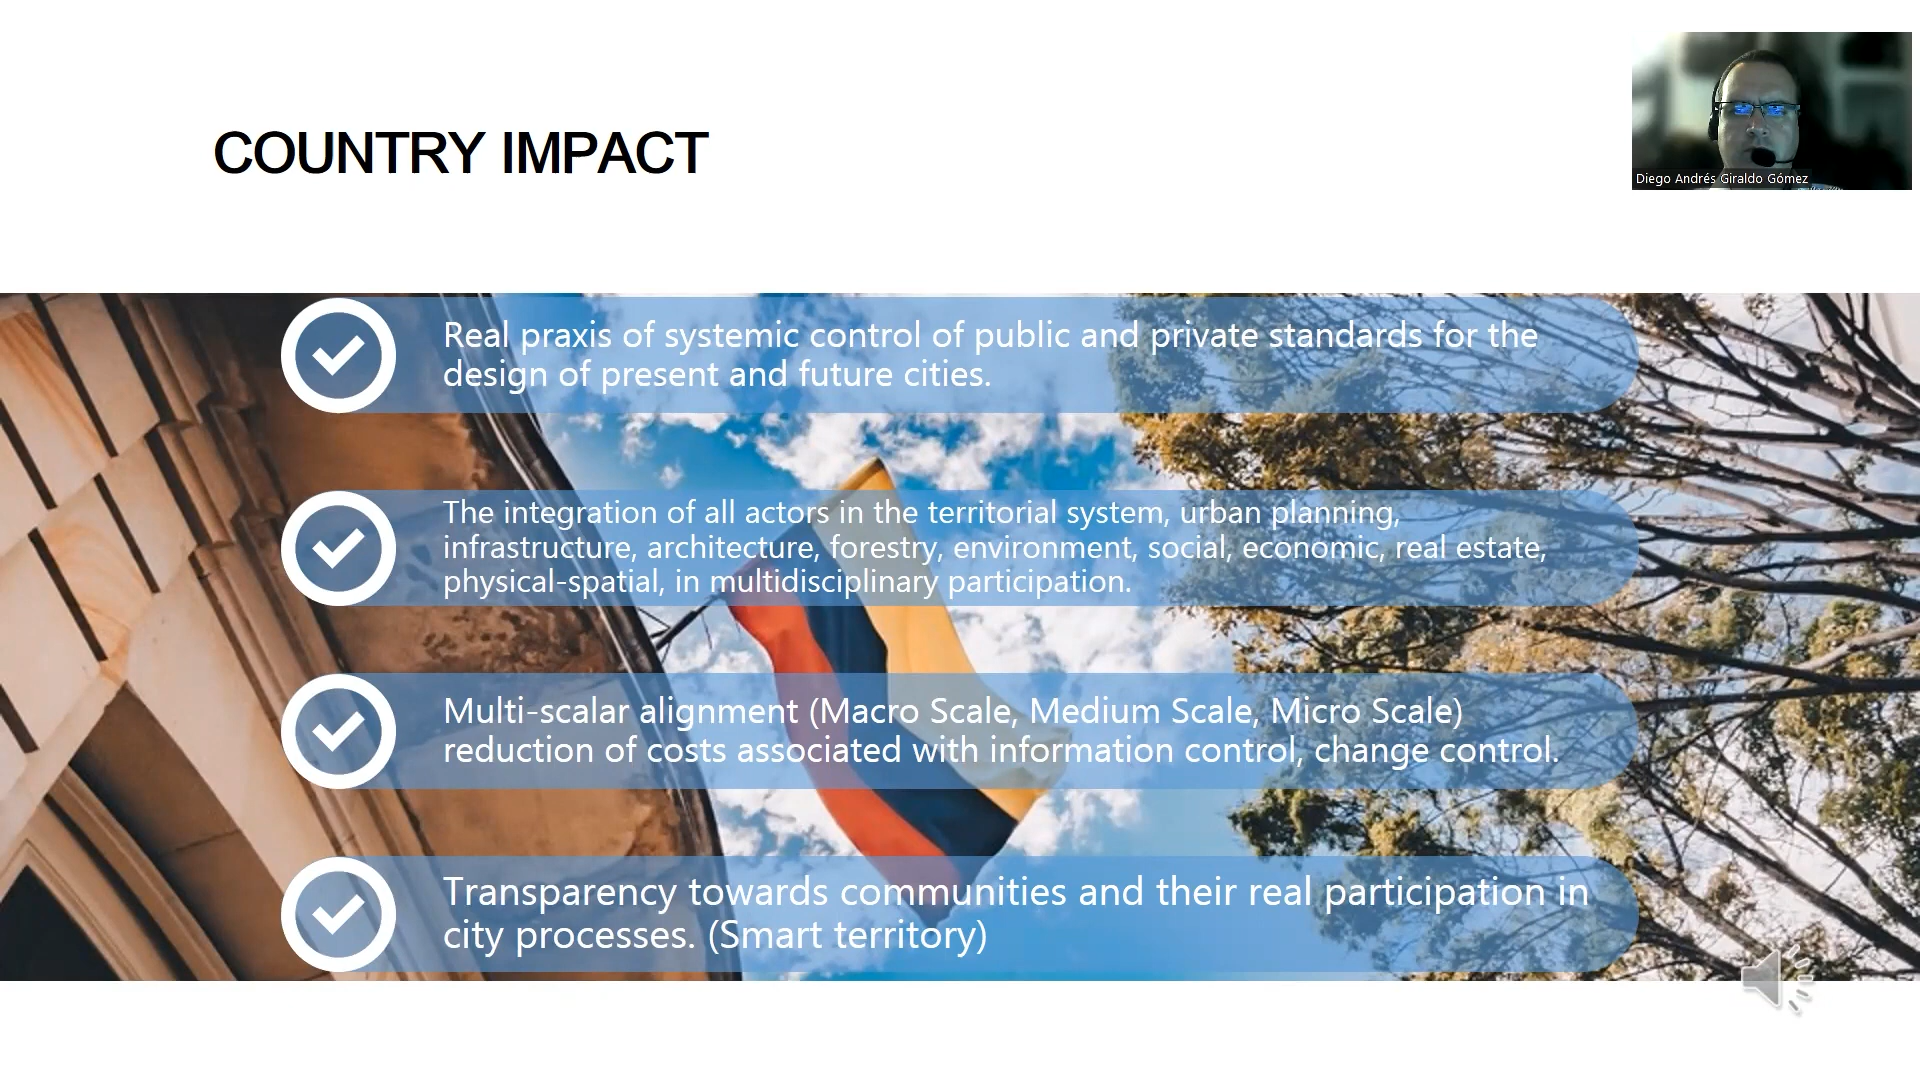 COUNTRY IMPACT
Diego Andrés Giraldo Gómez
Real praxis of systemic control of public and private standards for the
design of present and future cities.
The integration of all actors in the territorial system, urban planning,
infrastructure, architecture, forestry, environment, social, economic, real estate,
physical-spatial, in multidisciplinary participation.
Multi-scalar alignment (Macro Scale, Medium Scale, Micro Scale)
reduction of costs associated with information control, change control.
Transparency towards communities and their real participation in
city processes. (Smart territory)